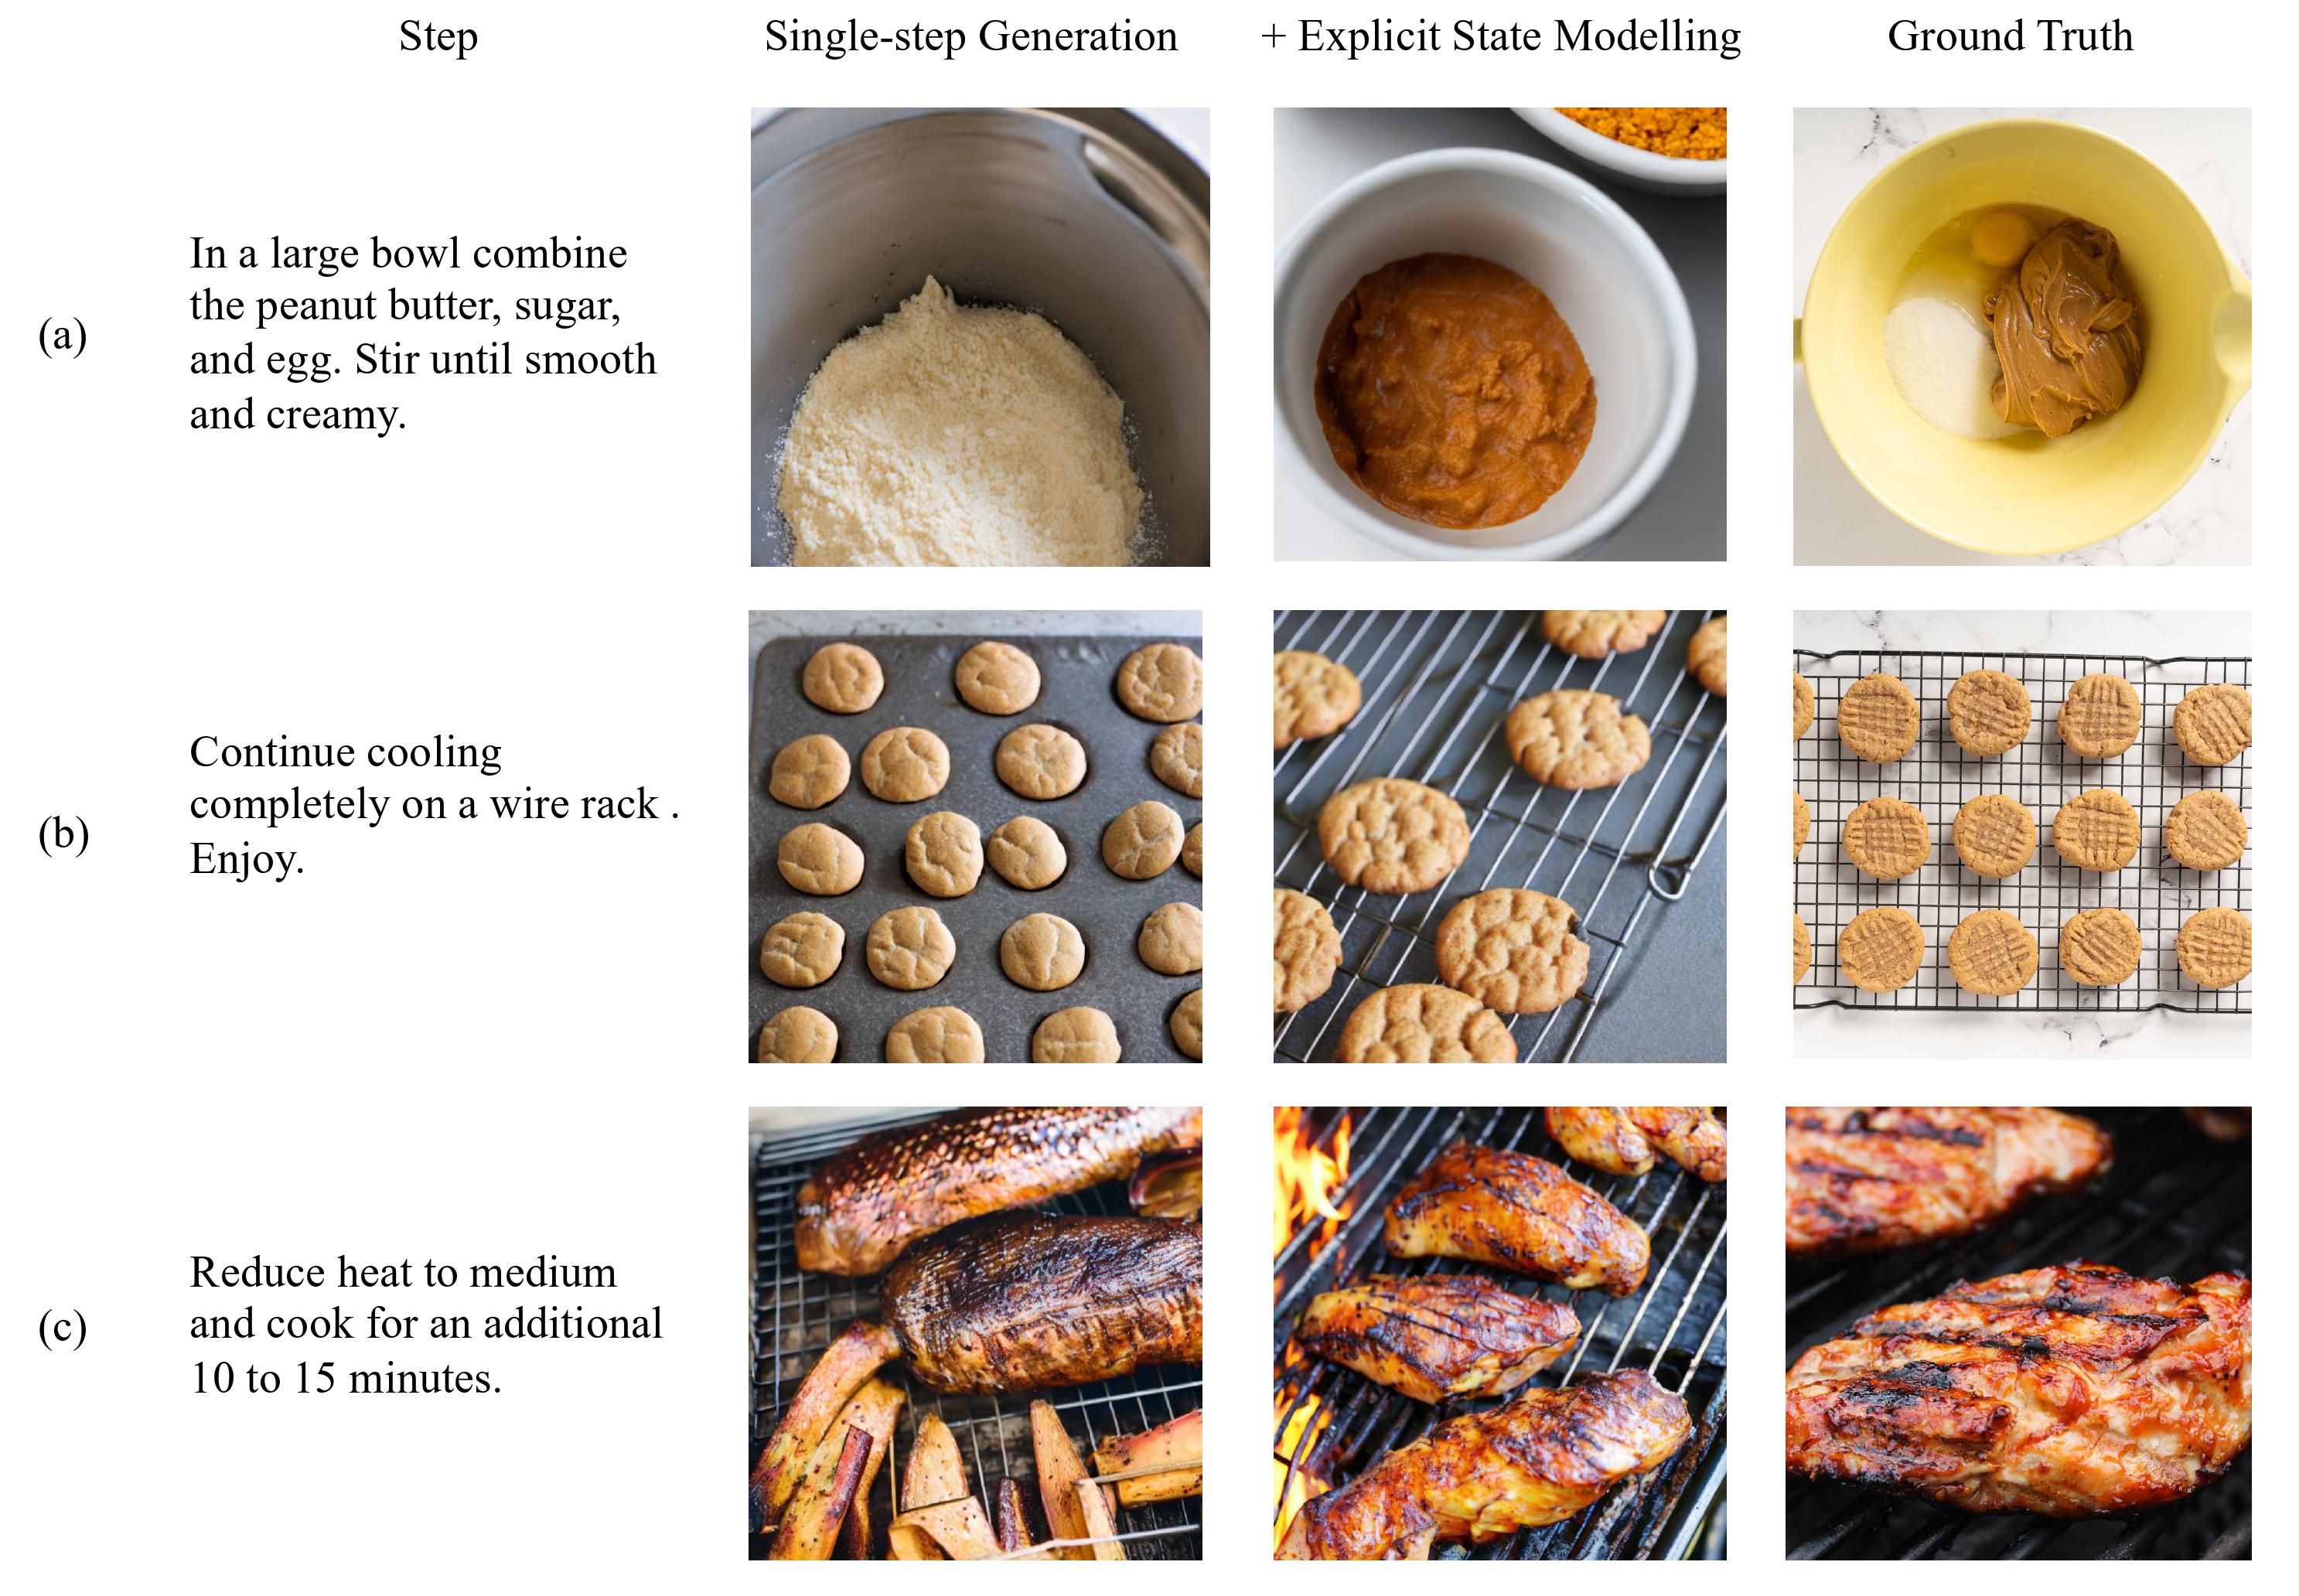 Step
Single-step Generation
+ Explicit State Modelling
Ground Truth
(a)
In a large bowl combine
the peanut butter, sugar,
and egg. Stir until smooth
and creamy.
(b)
Continue cooling
completely on a wire rack .
Enjoy.
(c)
Reduce heat to medium
and cook for an additional
10 to 15 minutes.